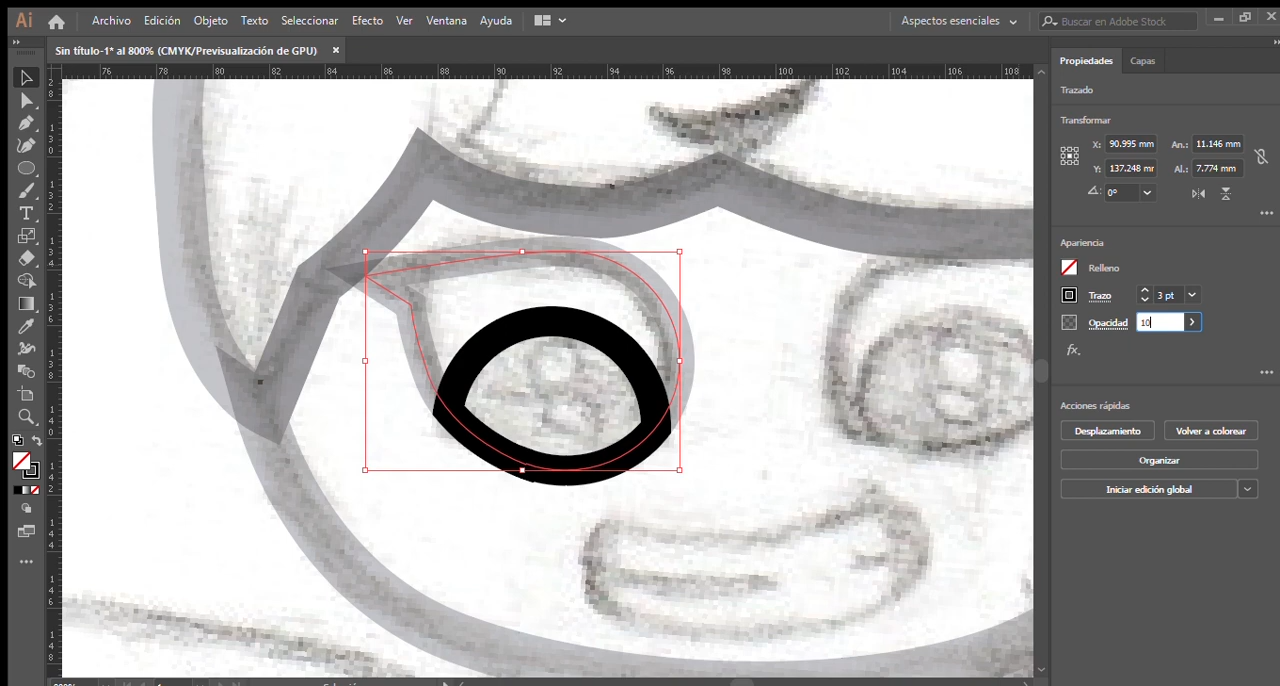 Ai Archivo Edición Objeto Texto Seleccionar Efecto Ver Ventana Ayuda Aspectos esenciales Buscar en Adobe Stock
Sin título-1* al 800% (CMYK/Previsualización de GPU) ×
76 78 80 82 84 86 88 90 92 94 96 98 100 102 104 106 108
Propiedades Capas
Trazado
Transformar
X: 90.995 mm An.: 11.146 mm
Y: 137.248 mr Al.: 7.774 mm
0°
Apariencia
Relleno
Trazo 3 pt
Opacidad 10
fx.
Acciones rápidas
Desplazamiento Volver a colorear
Organizar
Iniciar edición global